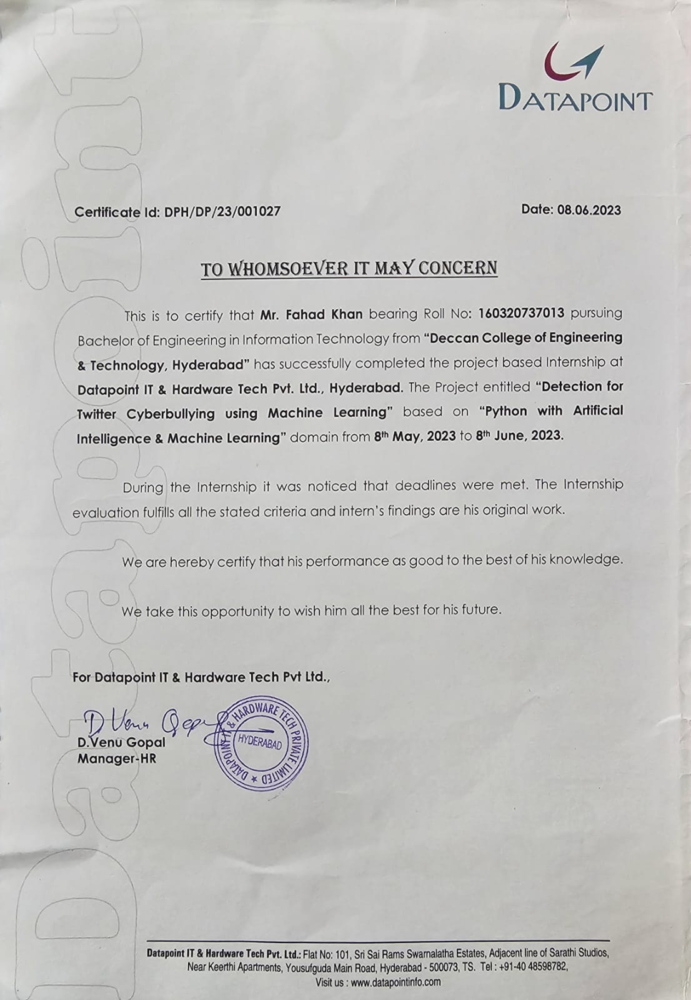 Datapoint
DATAPOINT
Certificate Id: DPH/DP/23/001027
Date: 08.06.2023
TO WHOMSOEVER IT MAY CONCERN
This is to certify that Mr. Fahad Khan bearing Roll No: 160320737013 pursuing
Bachelor of Engineering in Information Technology from “Deccan College of Engineering
& Technology, Hyderabad” has successfully completed the project based Internship at
Datapoint IT & Hardware Tech Pvt. Ltd., Hyderabad. The Project entitled “Detection for
Twitter Cyberbullying using Machine Learning” based on “Python with Artificial
Intelligence & Machine Learning” domain from 8th May, 2023 to 8th June, 2023.
During the Internship it was noticed that deadlines were met. The Internship
evaluation fulfills all the stated criteria and intern’s findings are his original work.
We are hereby certify that his performance as good to the best of his knowledge.
We take this opportunity to wish him all the best for his future.
For Datapoint IT & Hardware Tech Pvt Ltd.,
D Venu Gopal
D.Venu Gopal
Manager-HR
DATAPOINT IT & HARDWARE TECH PRIVATE LIMITED ★
HYDERABAD
Datapoint IT & Hardware Tech Pvt. Ltd.: Flat No: 101, Sri Sai Rams Swarnalatha Estates, Adjacent line of Sarathi Studios,
Near Keerthi Apartments, Yousufguda Main Road, Hyderabad - 500073, TS. Tel : +91-40 48598782,
Visit us : www.datapointinfo.com